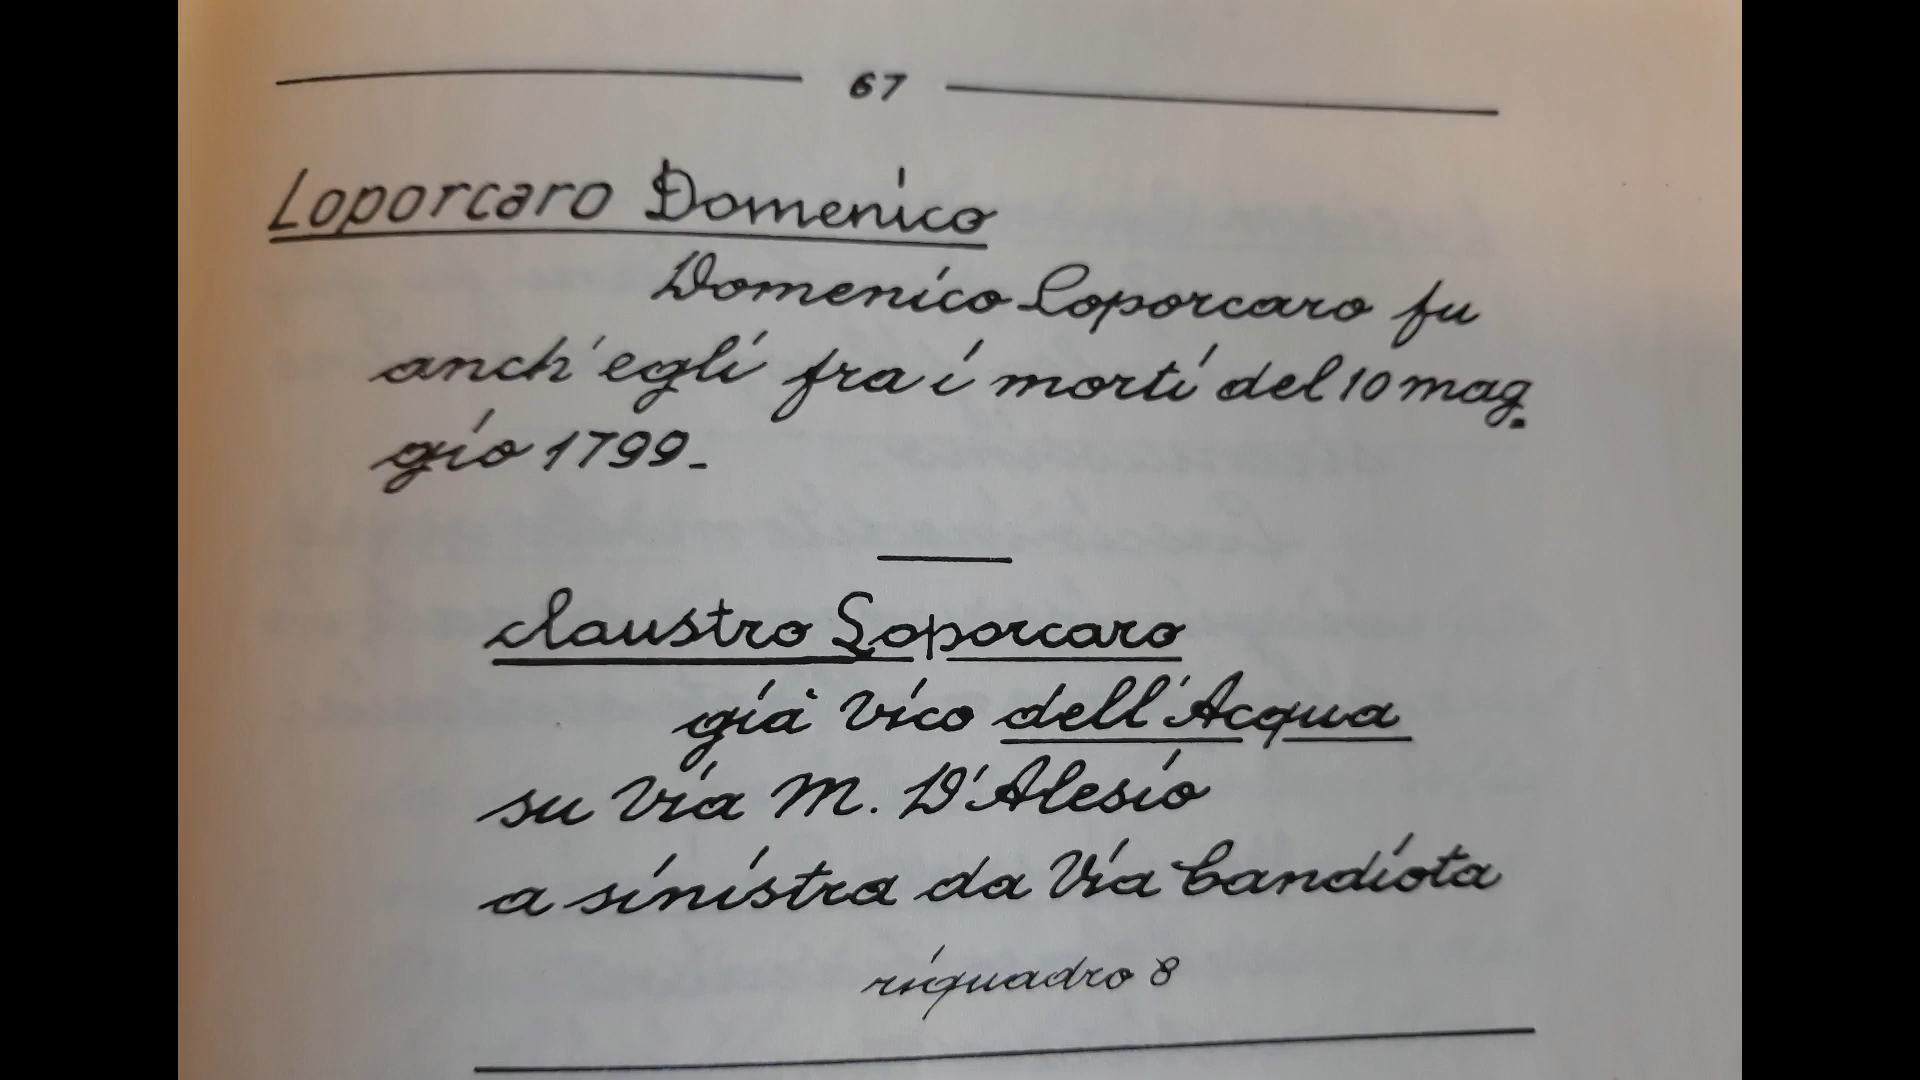 67
Loporcaro Domenico
Domenico Loporcaro fu
anch'egli fra i morti del 10 mag
gio 1799.
claustro Loporcaro
già vico dell'Acqua
su via M. D'Alesio
a sinistra da Via Candiota
riquadro 8